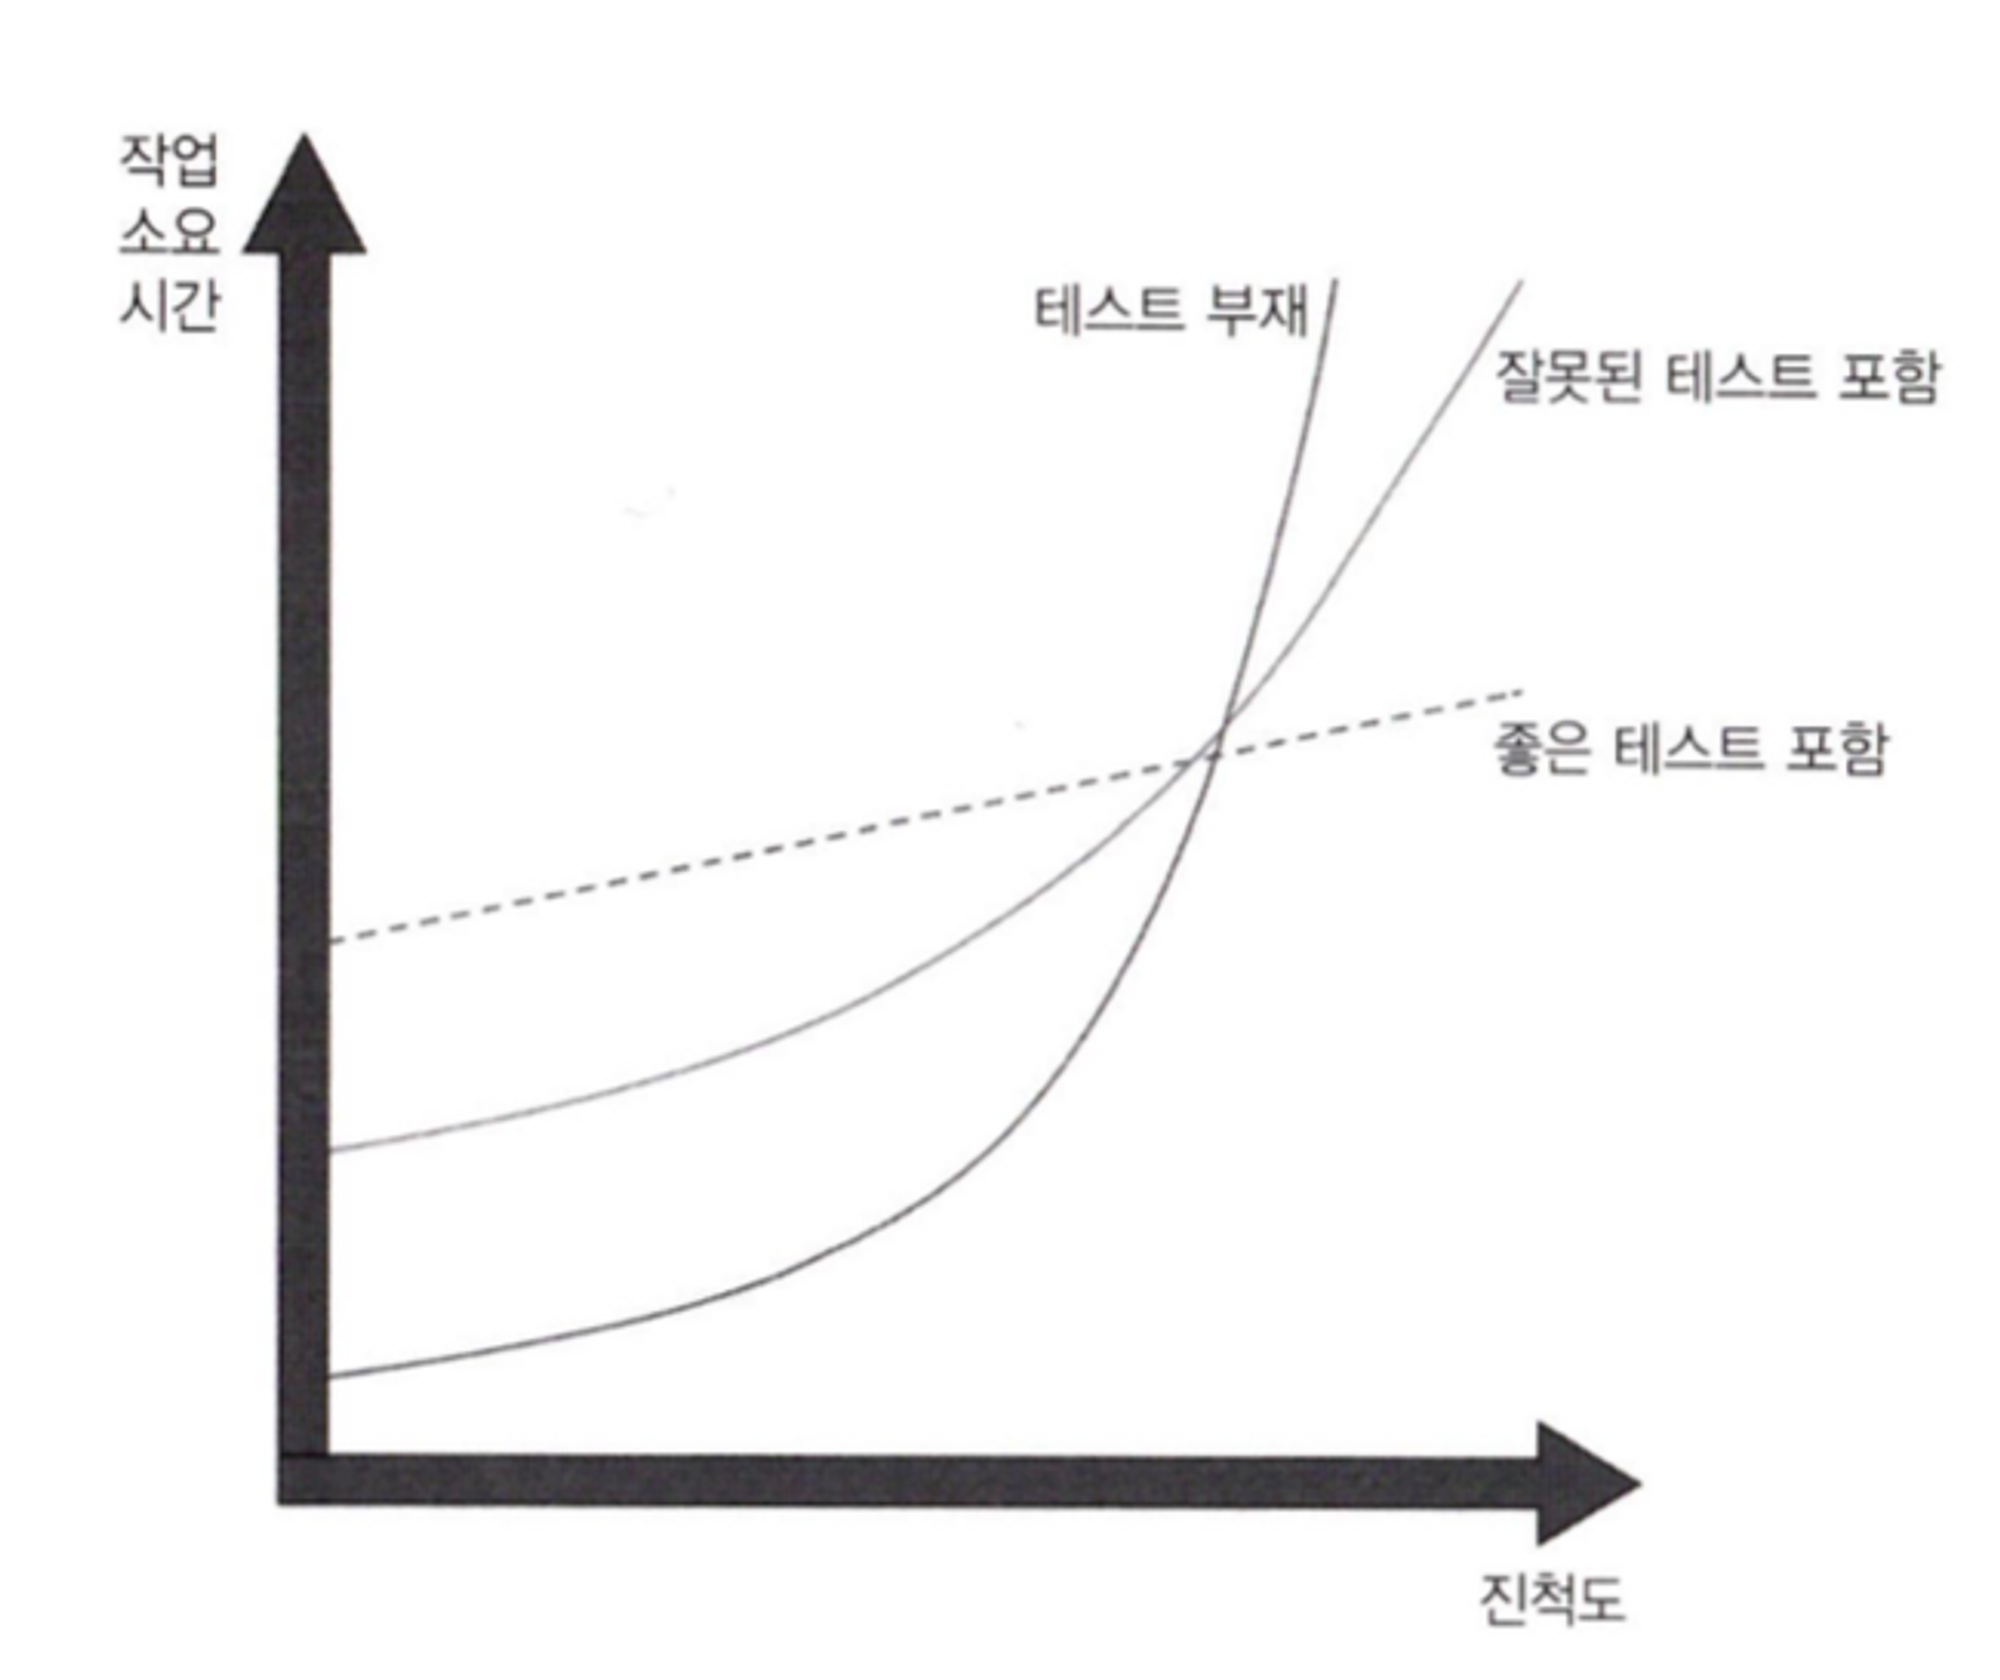 작업
소요
시간
테스트 부재
잘못된 테스트 포함
좋은 테스트 포함
진척도